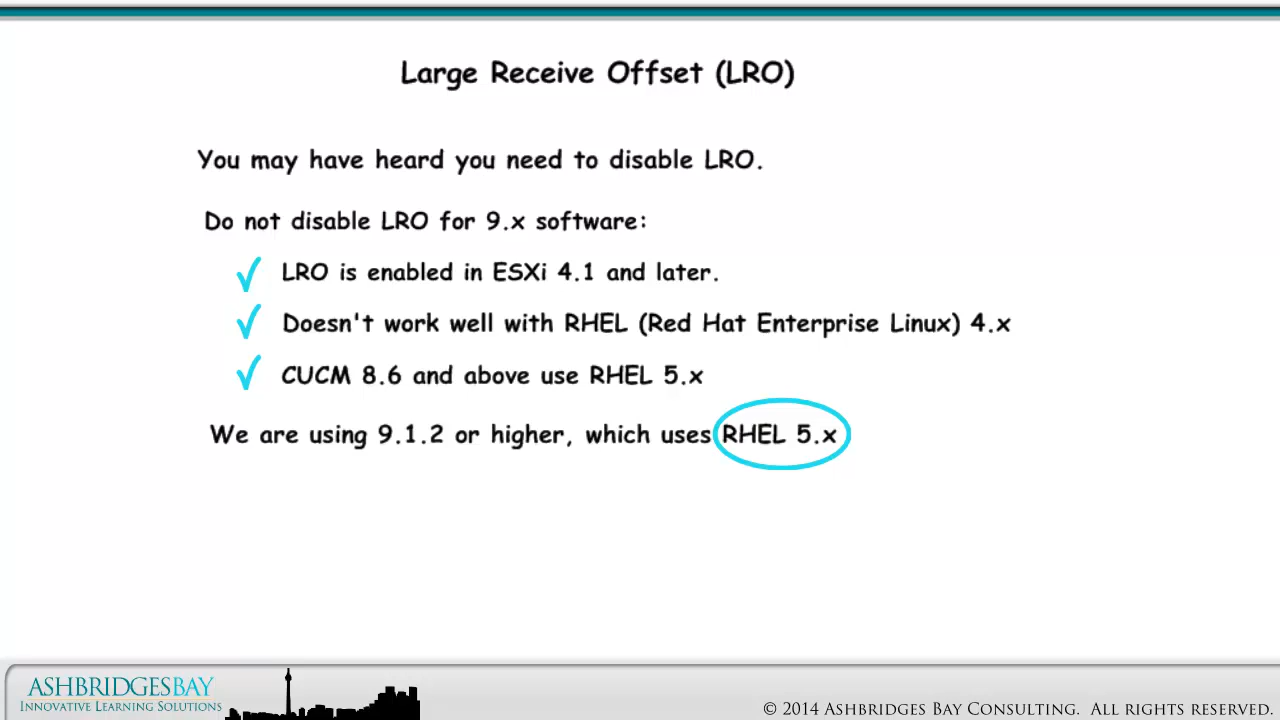 Large Receive Offset (LRO)
You may have heard you need to disable LRO.
Do not disable LRO for 9.x software:
LRO is enabled in ESXi 4.1 and later.
Doesn't work well with RHEL (Red Hat Enterprise Linux) 4.x
CUCM 8.6 and above use RHEL 5.x
We are using 9.1.2 or higher, which uses RHEL 5.x
ASHBRIDGESBAY
INNOVATIVE LEARNING SOLUTIONS
© 2014 ASHBRIDGES BAY CONSULTING. ALL RIGHTS RESERVED.